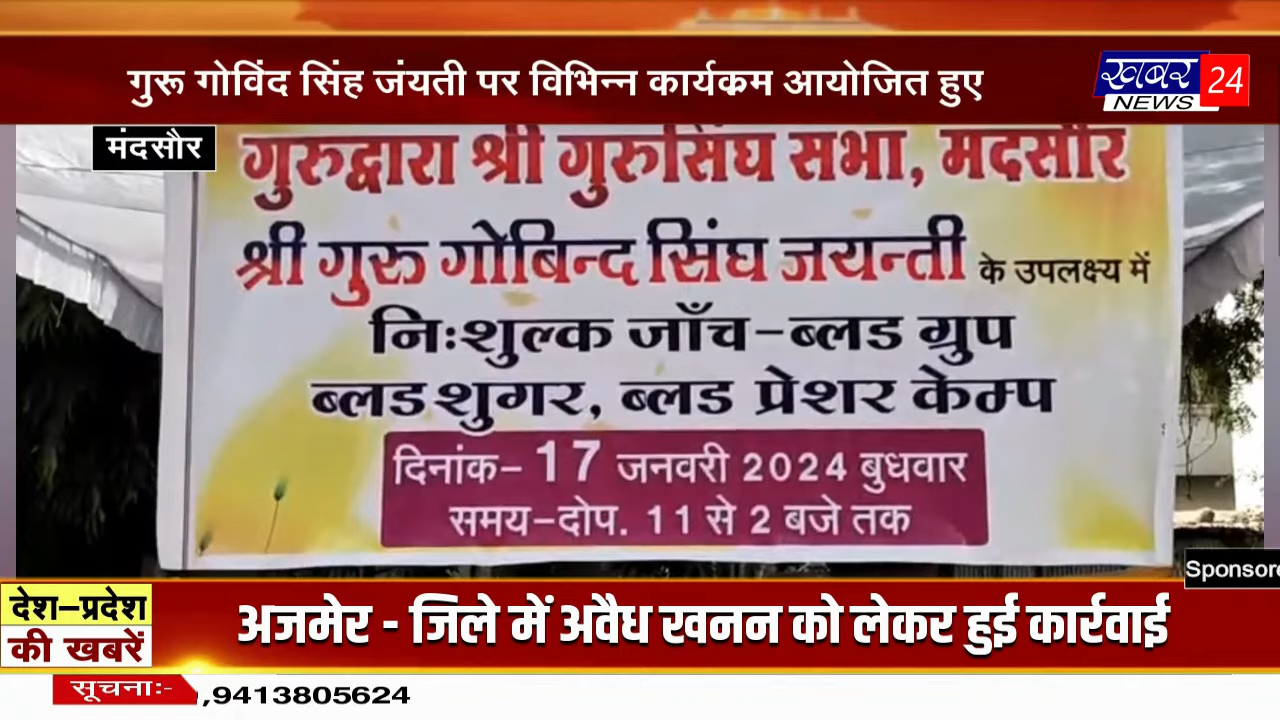 गुरू गोविंद सिंह जंयती पर विभिन्न कार्यक्रम आयोजित हुए
खबर 24
NEWS
मंदसौर
गुरुद्वारा श्री गुरुसिंघ सभा, मदसौर
श्री गुरु गोबिन्द सिंघ जयन्ती के उपलक्ष्य में
निःशुल्क जाँच-ब्लड ग्रुप
ब्लड शुगर, ब्लड प्रेशर केम्प
दिनांक- 17 जनवरी 2024 बुधवार
समय-दोप. 11 से 2 बजे तक
Sponsore
देश-प्रदेश
की खबरें
अजमेर - जिले में अवैध खनन को लेकर हुई कार्रवाई
सूचनाः- ,9413805624